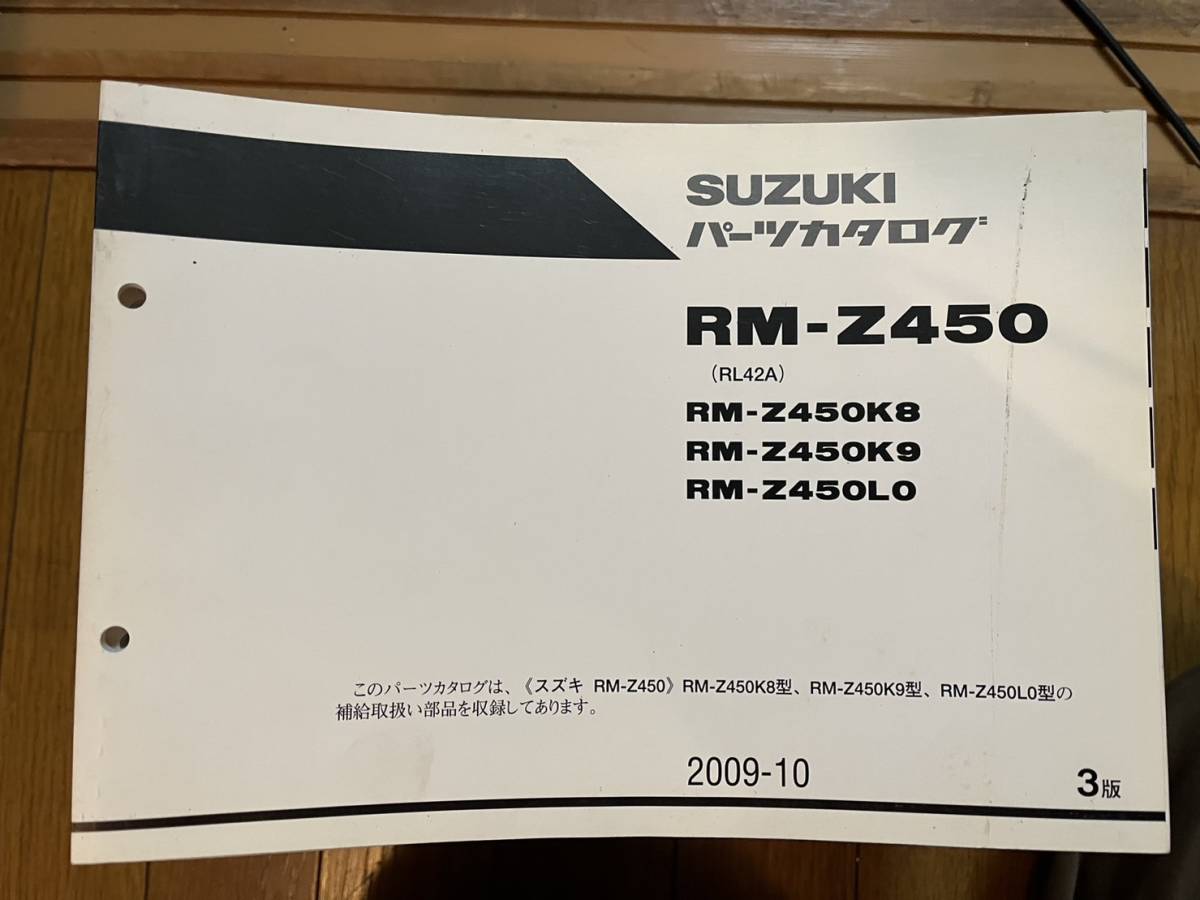 SUZUKI
パーツカタログ
RM-Z450
(RL42A)
RM-Z450K8
RM-Z450K9
RM-Z450L0
このパーツカタログは、《スズキ RM-Z450》RM-Z450K8型、RM-Z450K9型、RM-Z450L0型の
補給取扱い部品を収録してあります。
2009-10
3版